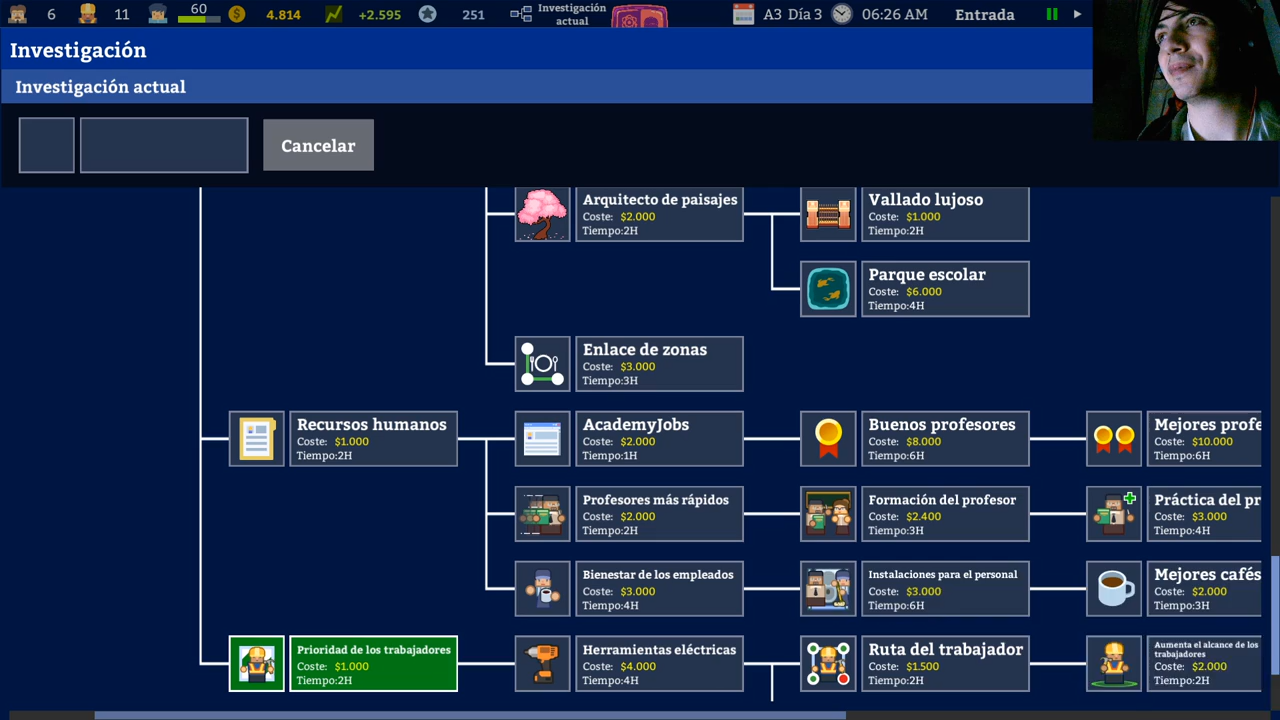 6
11
60
4.814
+2.595
251
Investigación
actual
A3 Día 3
06:26 AM
Entrada
Investigación
Investigación actual
Cancelar
Arquitecto de paisajes
Coste: $2.000
Tiempo:2H
Vallado lujoso
Coste: $1.000
Tiempo:2H
Parque escolar
Coste: $6.000
Tiempo:4H
Enlace de zonas
Coste: $3.000
Tiempo:3H
Recursos humanos
Coste: $1.000
Tiempo:2H
AcademyJobs
Coste: $2.000
Tiempo:1H
Buenos profesores
Coste: $8.000
Tiempo:6H
Mejores profe
Coste: $10.000
Tiempo:6H
Profesores más rápidos
Coste: $2.000
Tiempo:2H
Formación del profesor
Coste: $2.400
Tiempo:3H
Práctica del pr
Coste: $3.000
Tiempo:4H
Bienestar de los empleados
Coste: $3.000
Tiempo:4H
Instalaciones para el personal
Coste: $3.000
Tiempo:6H
Mejores cafés
Coste: $2.000
Tiempo:3H
Prioridad de los trabajadores
Coste: $1.000
Tiempo:2H
Herramientas eléctricas
Coste: $4.000
Tiempo:4H
Ruta del trabajador
Coste: $1.500
Tiempo:2H
Aumenta el alcance de los
trabajadores
Coste: $2.000
Tiempo:2H